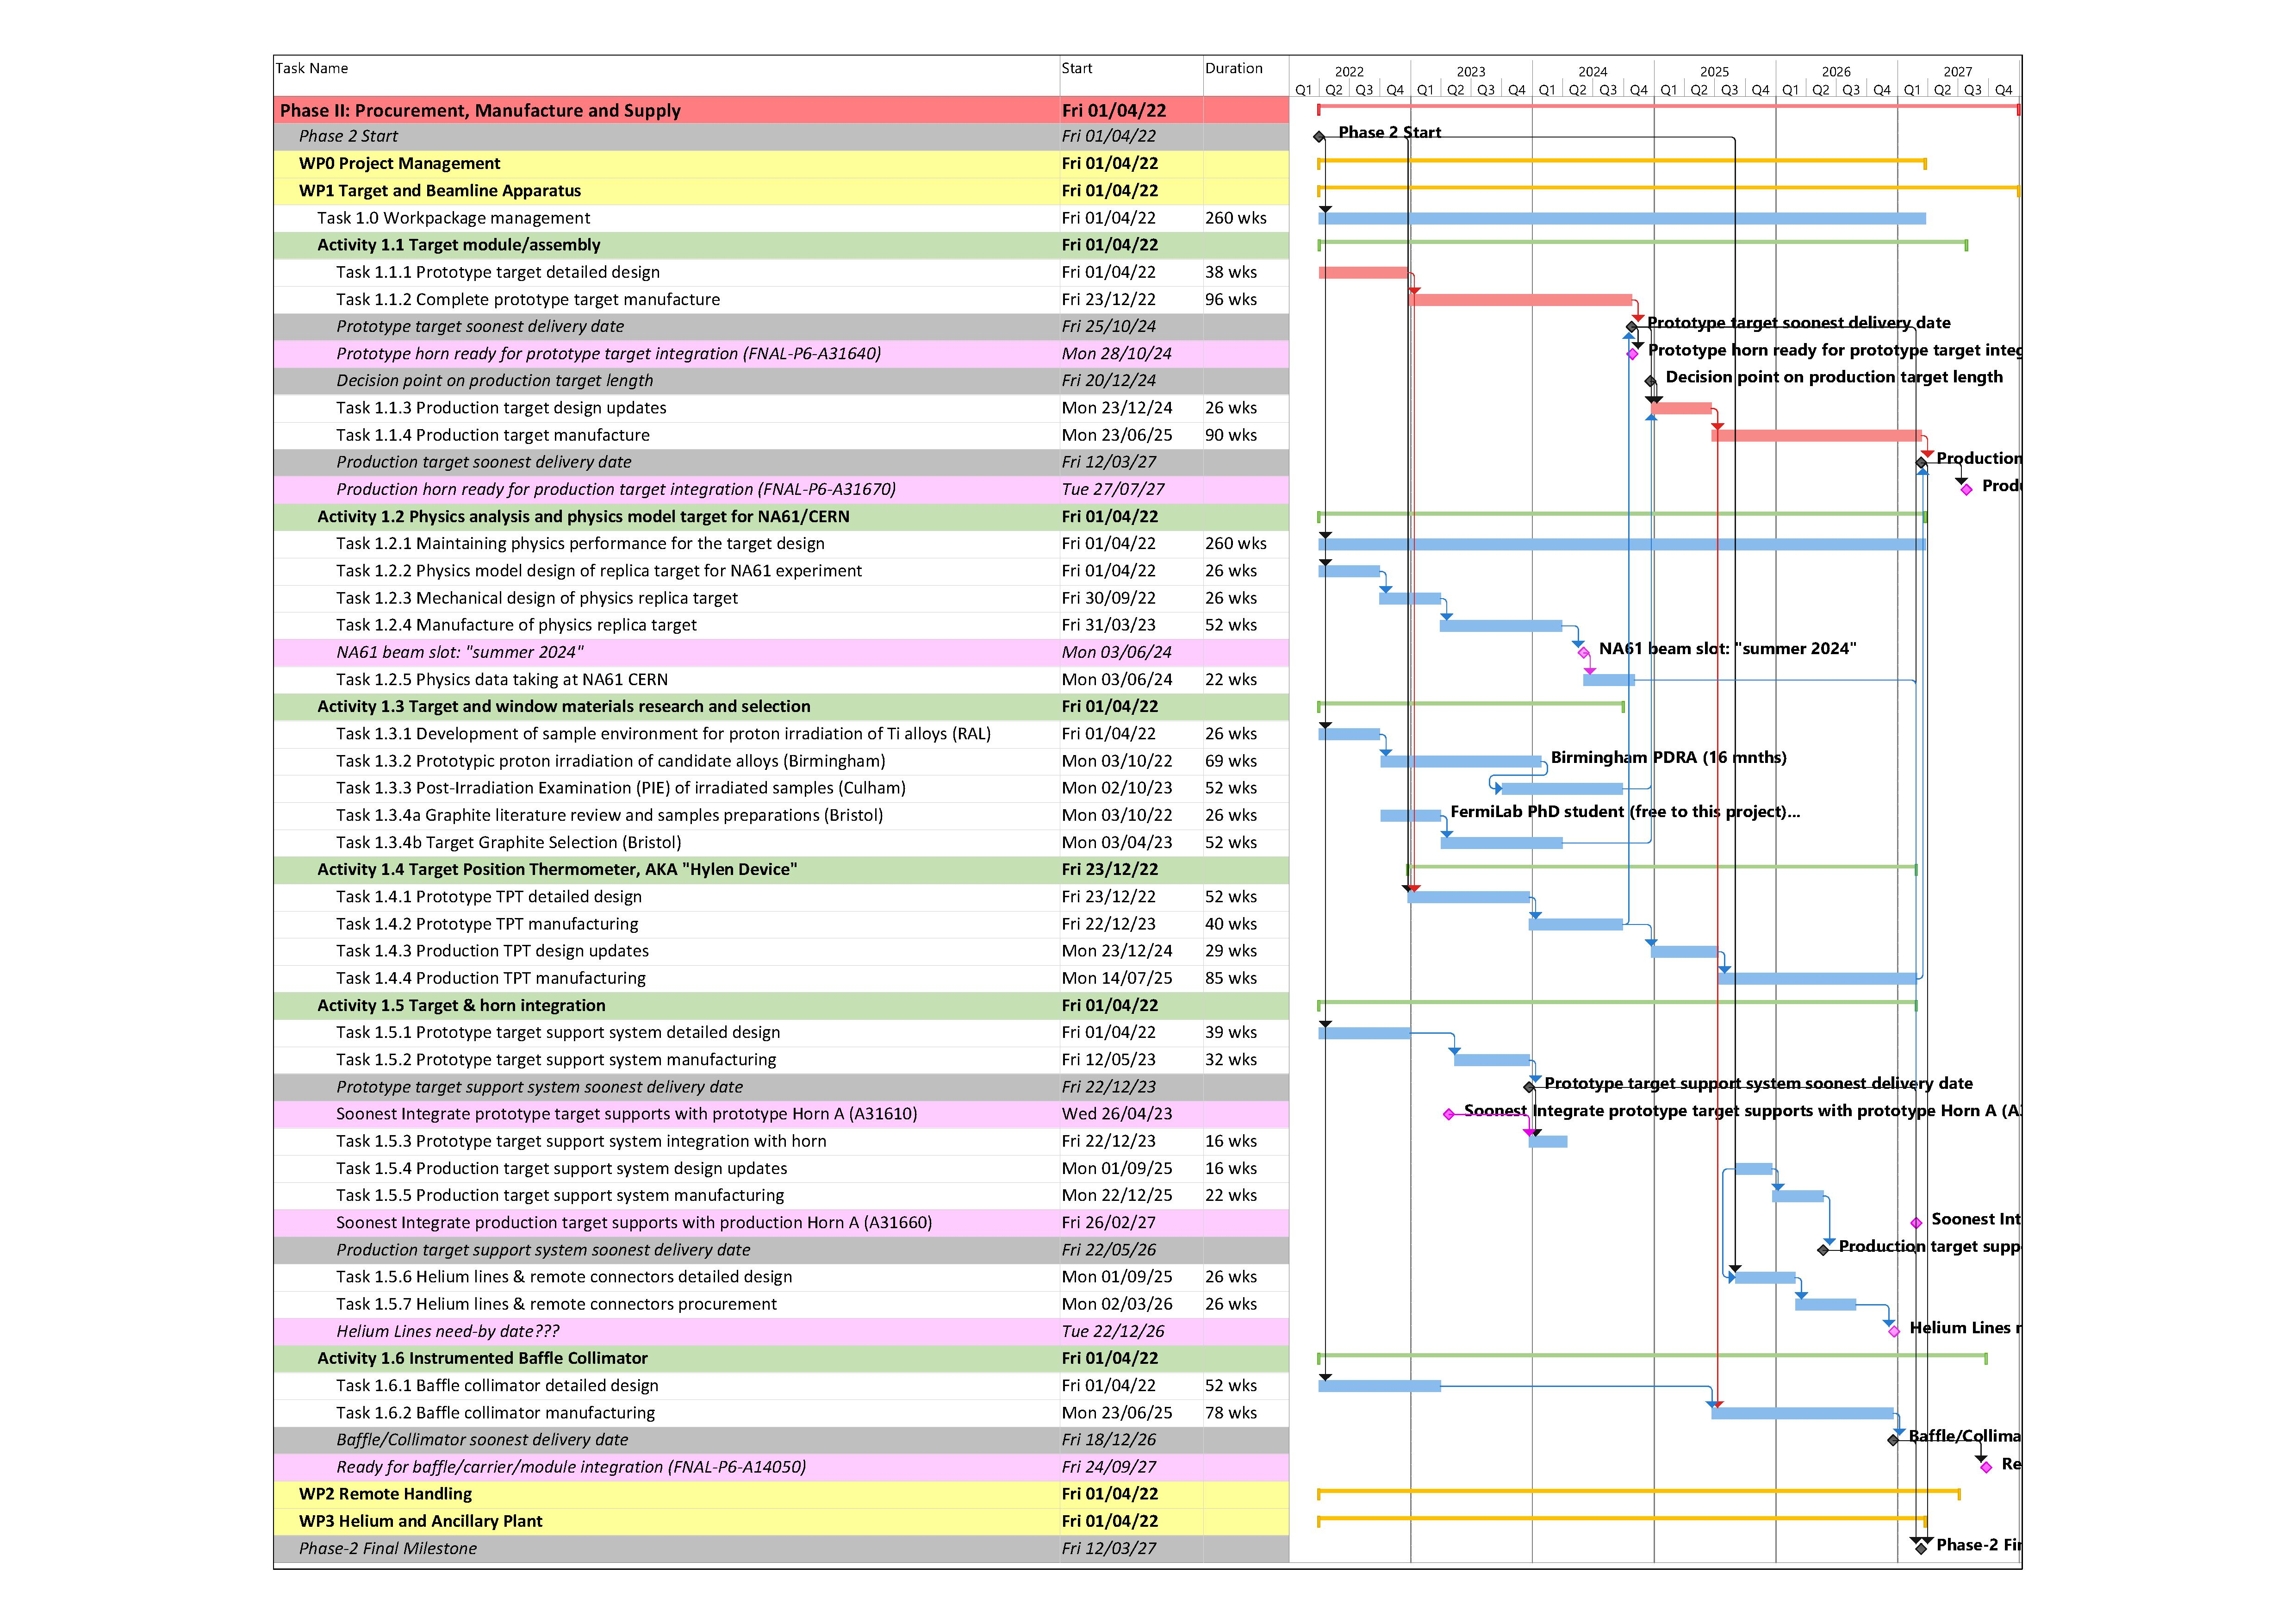 Task Name Start Duration 2022 2023 2024 2025 2026 2027
Q1 Q2 Q3 Q4 Q1 Q2 Q3 Q4 Q1 Q2 Q3 Q4 Q1 Q2 Q3 Q4 Q1 Q2 Q3 Q4 Q1 Q2 Q3 Q4
Phase II: Procurement, Manufacture and Supply Fri 01/04/22
Phase 2 Start Fri 01/04/22 Phase 2 Start
WP0 Project Management Fri 01/04/22
WP1 Target and Beamline Apparatus Fri 01/04/22
Task 1.0 Workpackage management Fri 01/04/22 260 wks
Activity 1.1 Target module/assembly Fri 01/04/22
Task 1.1.1 Prototype target detailed design Fri 01/04/22 38 wks
Task 1.1.2 Complete prototype target manufacture Fri 23/12/22 96 wks
Prototype target soonest delivery date Fri 25/10/24 Prototype target soonest delivery date
Prototype horn ready for prototype target integration (FNAL-P6-A31640) Mon 28/10/24 Prototype horn ready for prototype target integ
Decision point on production target length Fri 20/12/24 Decision point on production target length
Task 1.1.3 Production target design updates Mon 23/12/24 26 wks
Task 1.1.4 Production target manufacture Mon 23/06/25 90 wks
Production target soonest delivery date Fri 12/03/27 Production
Production horn ready for production target integration (FNAL-P6-A31670) Tue 27/07/27 Produ
Activity 1.2 Physics analysis and physics model target for NA61/CERN Fri 01/04/22
Task 1.2.1 Maintaining physics performance for the target design Fri 01/04/22 260 wks
Task 1.2.2 Physics model design of replica target for NA61 experiment Fri 01/04/22 26 wks
Task 1.2.3 Mechanical design of physics replica target Fri 30/09/22 26 wks
Task 1.2.4 Manufacture of physics replica target Fri 31/03/23 52 wks
NA61 beam slot: "summer 2024" Mon 03/06/24 NA61 beam slot: "summer 2024"
Task 1.2.5 Physics data taking at NA61 CERN Mon 03/06/24 22 wks
Activity 1.3 Target and window materials research and selection Fri 01/04/22
Task 1.3.1 Development of sample environment for proton irradiation of Ti alloys (RAL) Fri 01/04/22 26 wks
Task 1.3.2 Prototypic proton irradiation of candidate alloys (Birmingham) Mon 03/10/22 69 wks Birmingham PDRA (16 mnths)
Task 1.3.3 Post-Irradiation Examination (PIE) of irradiated samples (Culham) Mon 02/10/23 52 wks
Task 1.3.4a Graphite literature review and samples preparations (Bristol) Mon 03/10/22 26 wks FermiLab PhD student (free to this project)...
Task 1.3.4b Target Graphite Selection (Bristol) Mon 03/04/23 52 wks
Activity 1.4 Target Position Thermometer, AKA "Hylen Device" Fri 23/12/22
Task 1.4.1 Prototype TPT detailed design Fri 23/12/22 52 wks
Task 1.4.2 Prototype TPT manufacturing Fri 22/12/23 40 wks
Task 1.4.3 Production TPT design updates Mon 23/12/24 29 wks
Task 1.4.4 Production TPT manufacturing Mon 14/07/25 85 wks
Activity 1.5 Target & horn integration Fri 01/04/22
Task 1.5.1 Prototype target support system detailed design Fri 01/04/22 39 wks
Task 1.5.2 Prototype target support system manufacturing Fri 12/05/23 32 wks
Prototype target support system soonest delivery date Fri 22/12/23 Prototype target support system soonest delivery date
Soonest Integrate prototype target supports with prototype Horn A (A31610) Wed 26/04/23 Soonest Integrate prototype target supports with prototype Horn A (A3
Task 1.5.3 Prototype target support system integration with horn Fri 22/12/23 16 wks
Task 1.5.4 Production target support system design updates Mon 01/09/25 16 wks
Task 1.5.5 Production target support system manufacturing Mon 22/12/25 22 wks
Soonest Integrate production target supports with production Horn A (A31660) Fri 26/02/27 Soonest Int
Production target support system soonest delivery date Fri 22/05/26 Production target supp
Task 1.5.6 Helium lines & remote connectors detailed design Mon 01/09/25 26 wks
Task 1.5.7 Helium lines & remote connectors procurement Mon 02/03/26 26 wks
Helium Lines need-by date??? Tue 22/12/26 Helium Lines n
Activity 1.6 Instrumented Baffle Collimator Fri 01/04/22
Task 1.6.1 Baffle collimator detailed design Fri 01/04/22 52 wks
Task 1.6.2 Baffle collimator manufacturing Mon 23/06/25 78 wks
Baffle/Collimator soonest delivery date Fri 18/12/26 Baffle/Collima
Ready for baffle/carrier/module integration (FNAL-P6-A14050) Fri 24/09/27 Re
WP2 Remote Handling Fri 01/04/22
WP3 Helium and Ancillary Plant Fri 01/04/22
Phase-2 Final Milestone Fri 12/03/27 Phase-2 Fin